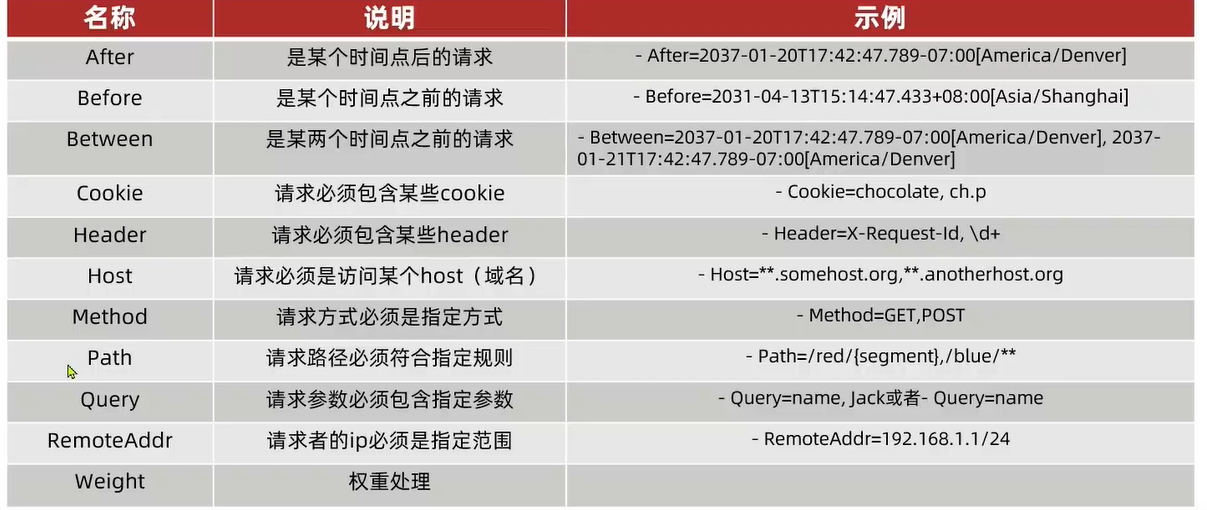 名称 说明 示例
After 是某个时间点后的请求 - After=2037-01-20T17:42:47.789-07:00[America/Denver]
Before 是某个时间点之前的请求 - Before=2031-04-13T15:14:47.433+08:00[Asia/Shanghai]
Between 是某两个时间点之前的请求 - Between=2037-01-20T17:42:47.789-07:00[America/Denver], 2037-
01-21T17:42:47.789-07:00[America/Denver]
Cookie 请求必须包含某些cookie - Cookie=chocolate, ch.p
Header 请求必须包含某些header - Header=X-Request-Id, \d+
Host 请求必须是访问某个host（域名） - Host=**.somehost.org,**.anotherhost.org
Method 请求方式必须是指定方式 - Method=GET,POST
Path 请求路径必须符合指定规则 - Path=/red/{segment},/blue/**
Query 请求参数必须包含指定参数 - Query=name, Jack或者- Query=name
RemoteAddr 请求者的ip必须是指定范围 - RemoteAddr=192.168.1.1/24
Weight 权重处理